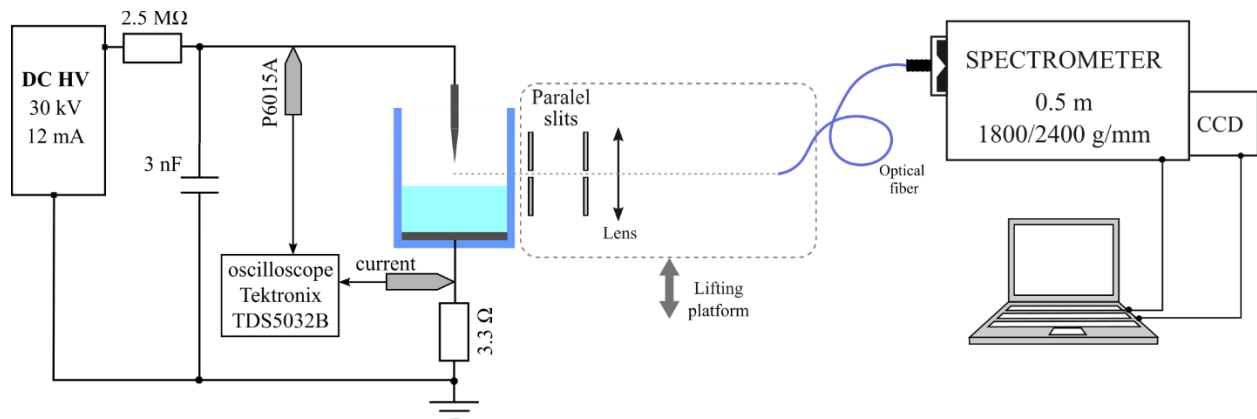 2.5 MΩ
DC HV
30 kV
12 mA
3 nF
P6015A
oscilloscope
Tektronix
TDS5032B
current
3.3 Ω
Paralel
slits
Lens
Lifting
platform
Optical
fiber
SPECTROMETER
0.5 m
1800/2400 g/mm
CCD